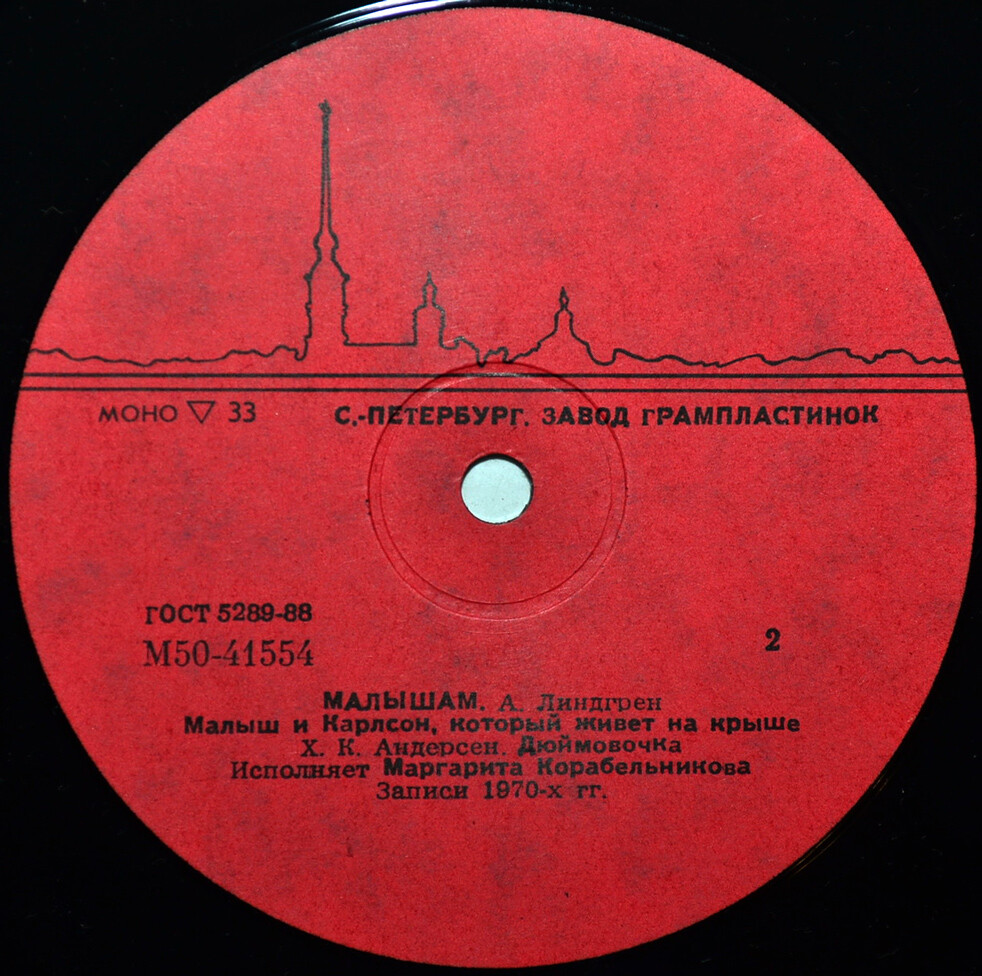 МОНО ▽ 33 С.-ПЕТЕРБУРГ. ЗАВОД ГРАМПЛАСТИНОК
ГОСТ 5289-88
М50-41554
2
МАЛЫШАМ. А. Линдгрен
Малыш и Карлсон, который живет на крыше
Х. К. Андерсен. Дюймовочка
Исполняет Маргарита Корабельникова
Записи 1970-х гг.